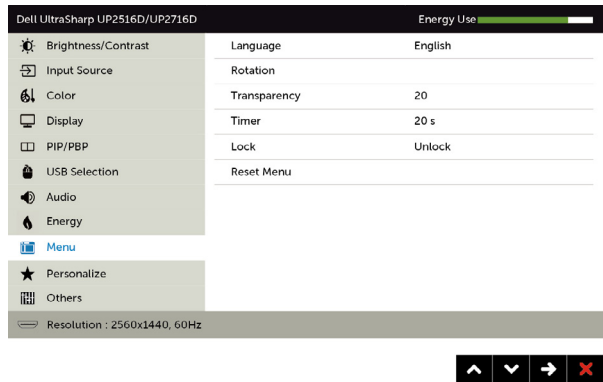 Dell UltraSharp UP2516D/UP2716D Energy Use
Brightness/Contrast Language English
Input Source Rotation
Color Transparency 20
Display Timer 20 s
PIP/PBP Lock Unlock
USB Selection Reset Menu
Audio
Energy
Menu
Personalize
Others
Resolution : 2560x1440, 60Hz